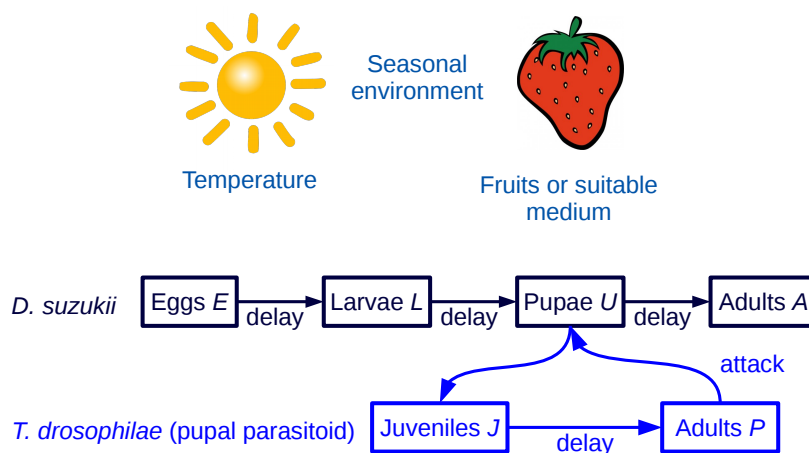 Seasonal
environment
Temperature
Fruits or suitable
medium
D. suzukii
Eggs E
delay
Larvae L
delay
Pupae U
delay
Adults A
attack
T. drosophilae (pupal parasitoid)
Juveniles J
delay
Adults P